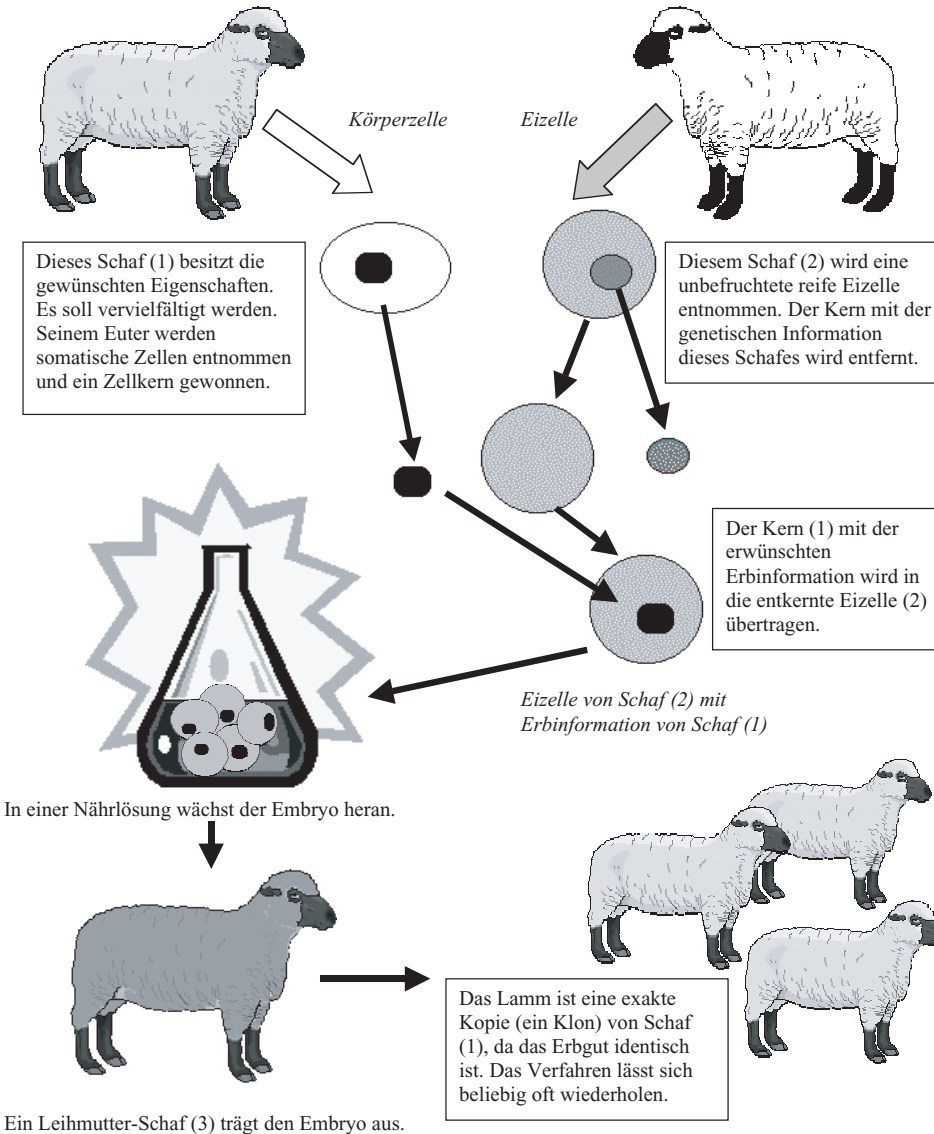 Körperzelle
Eizelle
Dieses Schaf (1) besitzt die
gewünschten Eigenschaften.
Es soll vervielfältigt werden.
Seinem Euter werden
somatische Zellen entnommen
und ein Zellkern gewonnen.
Diesem Schaf (2) wird eine
unbefruchtete reife Eizelle
entnommen. Der Kern mit der
genetischen Information
dieses Schafes wird entfernt.
Der Kern (1) mit der
erwünschten
Erbinformation wird in
die entkernte Eizelle (2)
übertragen.
Eizelle von Schaf (2) mit
Erbinformation von Schaf (1)
In einer Nährlösung wächst der Embryo heran.
Das Lamm ist eine exakte
Kopie (ein Klon) von Schaf
(1), da das Erbgut identisch
ist. Das Verfahren lässt sich
beliebig oft wiederholen.
Ein Leihmutter-Schaf (3) trägt den Embryo aus.